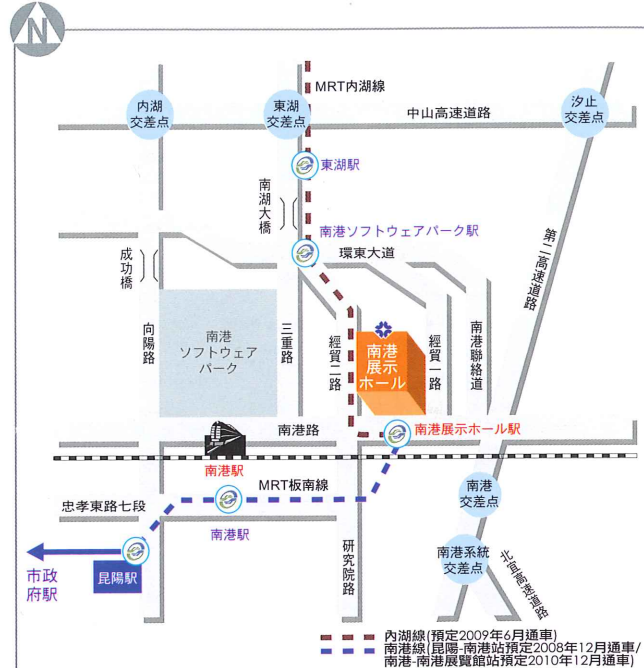 N
MRT内湖線
内湖
交差点
東湖
交差点
中山高速道路
汐止
交差点
東湖駅
南湖大橋
南港ソフトウェアパーク駅
環東大道
成功橋
第二高速道路
向陽路
南港
ソフトウェア
パーク
三重路
經貿二路
南港
展示
ホール
經貿一路
南港聯絡道
南港路
南港展示ホール駅
南港駅
MRT板南線
忠孝東路七段
南港駅
南港
交差点
研究院路
南港系統
交差点
北宜高速道路
市政
府駅
昆陽駅
內湖線(預定2009年6月通車)
南港線(昆陽-南港站預定2008年12月通車/
南港-南港展覽館站預定2010年12月通車)